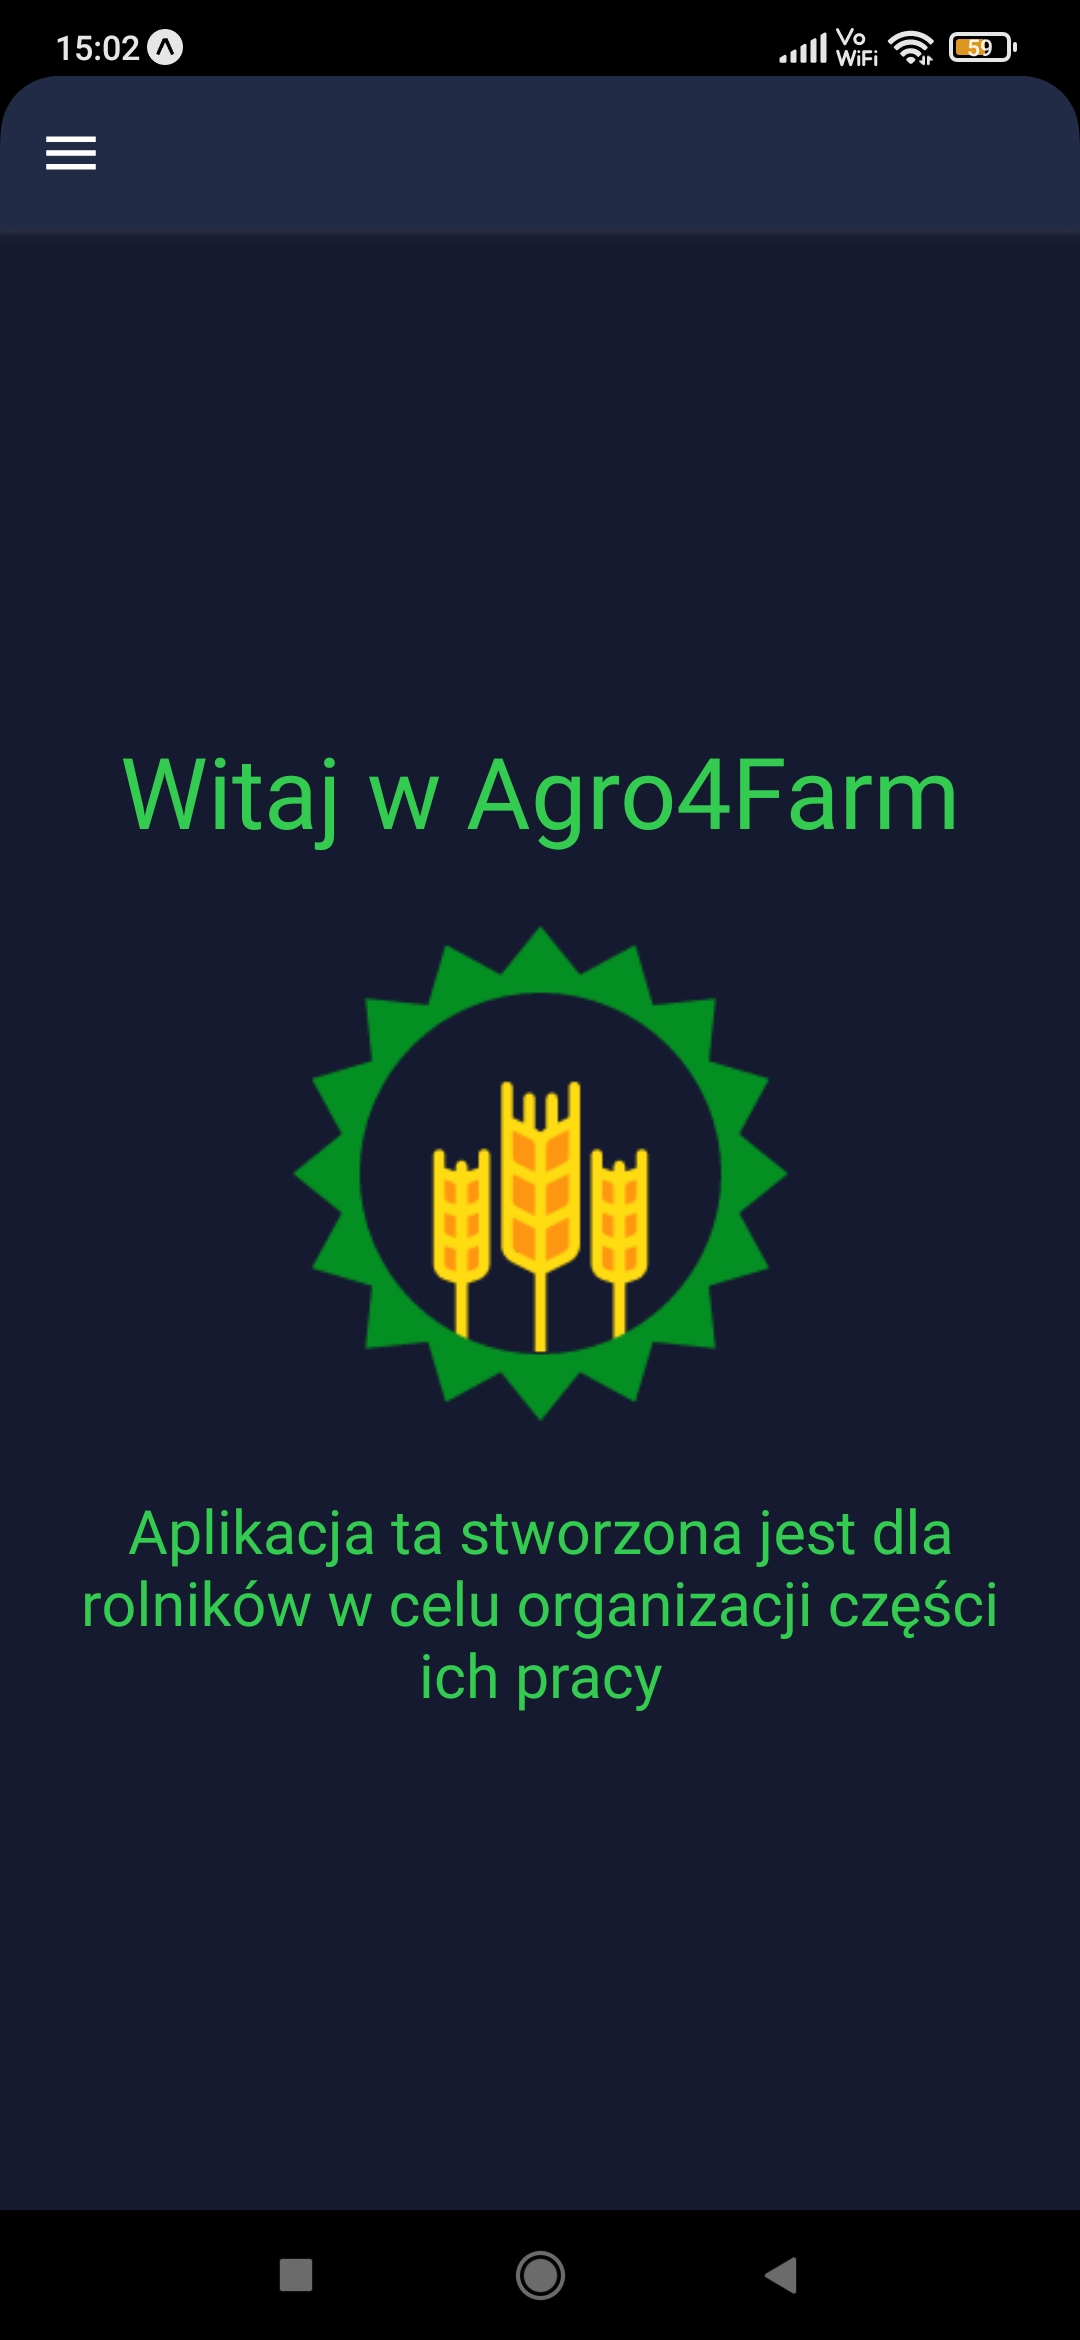 15:02
Vo
WiFi
59
Witaj w Agro4Farm
Aplikacja ta stworzona jest dla
rolników w celu organizacji części
ich pracy